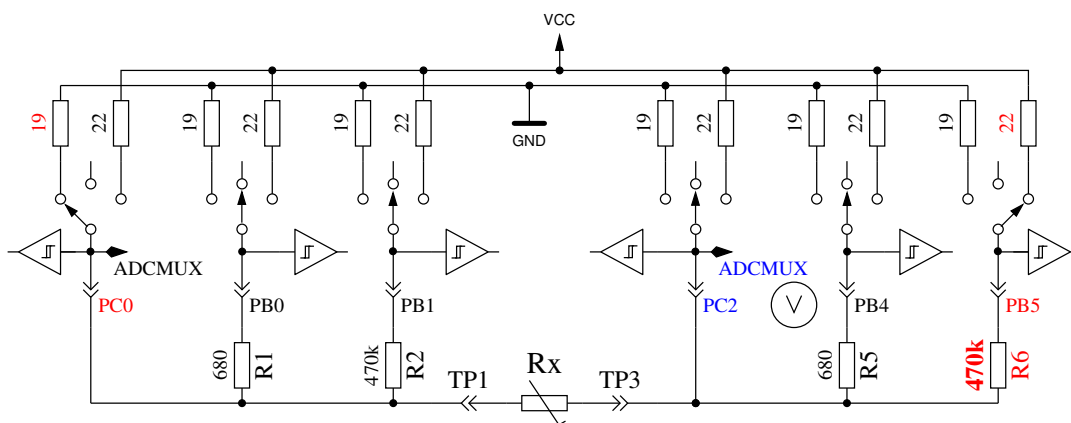 VCC
19 22 19 22 19 22 19 22 19 22 19 22
GND
ADCMUX ADCMUX
PC0 PB0 PB1 PC2 V PB4 PB5
680 R1 470k R2 680 R5 470k R6
TP1 Rx TP3